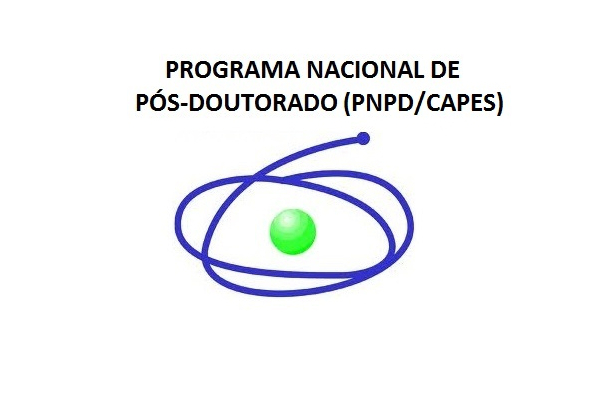 PROGRAMA NACIONAL DE
PÓS-DOUTORADO (PNPD/CAPES)